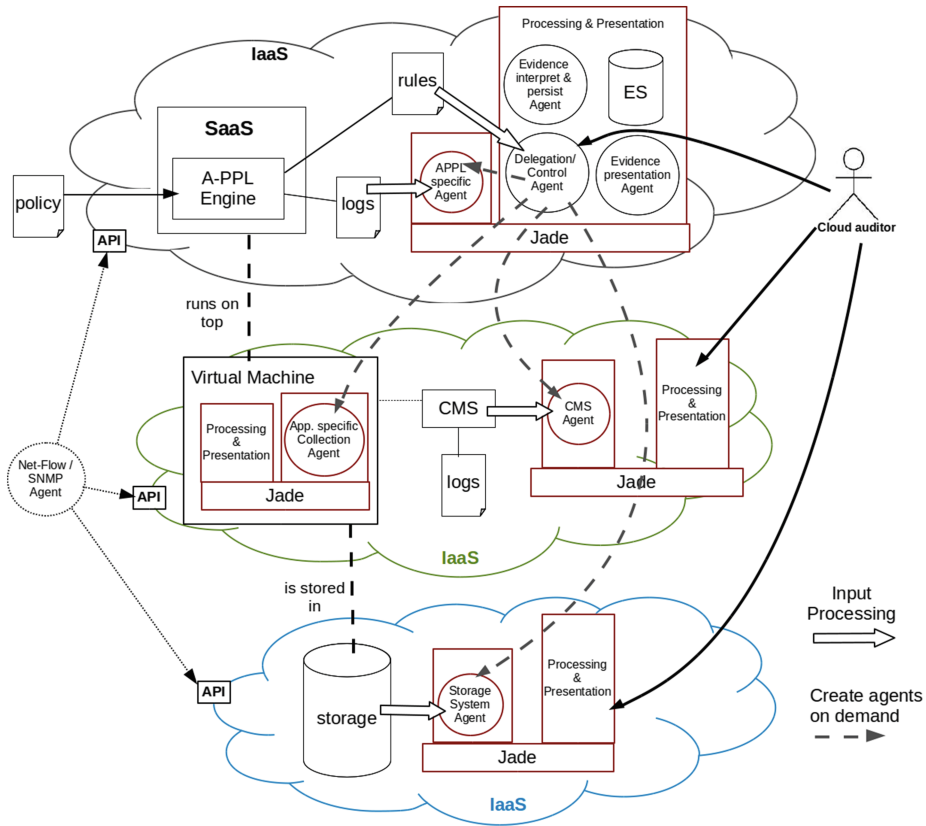 Processing & Presentation
IaaS
rules
Evidence
interpret &
persist
Agent
ES
SaaS
A-PPL
Engine
policy
logs
APPL
specific
Agent
Delegation/
Control
Agent
Evidence
presentation
Agent
Cloud auditor
API
Jade
runs on
top
Virtual Machine
Processing
&
Presentation
App. specific
Collection
Agent
Jade
CMS
logs
CMS
Agent
Processing
&
Presentation
Jade
Net-Flow /
SNMP
Agent
API
IaaS
is stored
in
Input
Processing
API
storage
Storage
System
Agent
Processing
&
Presentation
Jade
Create agents
on demand
IaaS